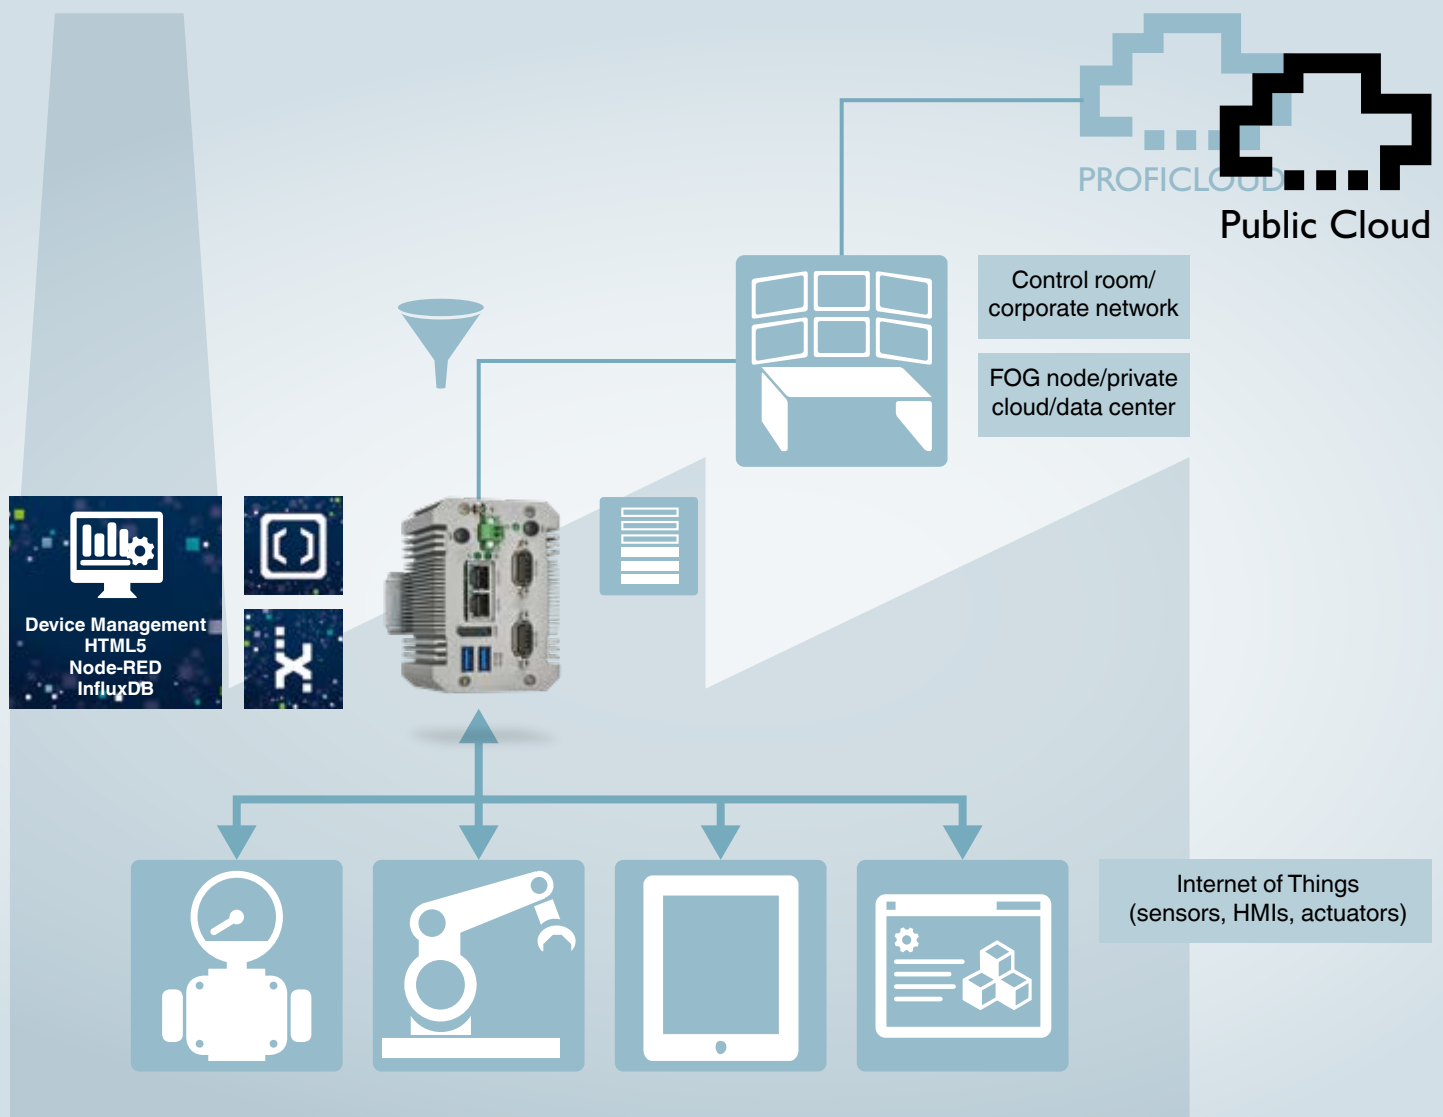 PROFICLOUD
Public Cloud
Control room/
corporate network
FOG node/private
cloud/data center
Device Management
HTML5
Node-RED
InfluxDB
Internet of Things
(sensors, HMIs, actuators)